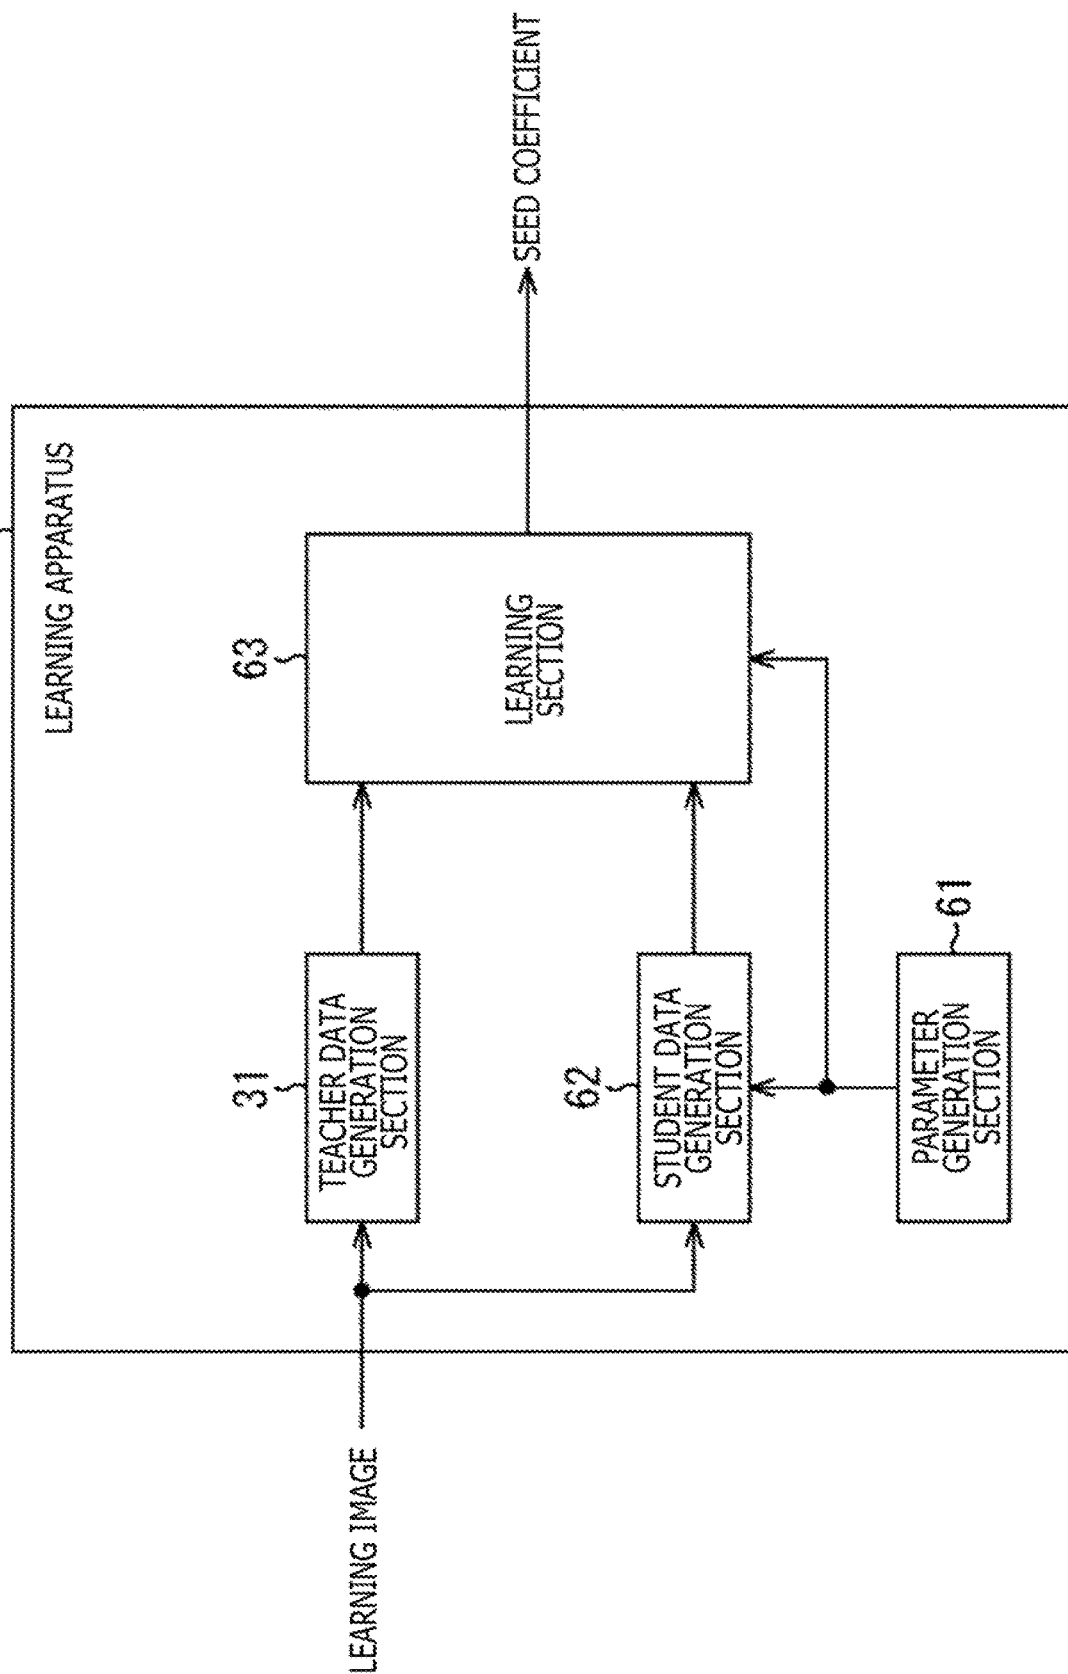 LEARNING APPARATUS
LEARNING IMAGE
31
TEACHER DATA
GENERATION
SECTION
63
LEARNING
SECTION
SEED COEFFICIENT
62
STUDENT DATA
GENERATION
SECTION
61
PARAMETER
GENERATION
SECTION